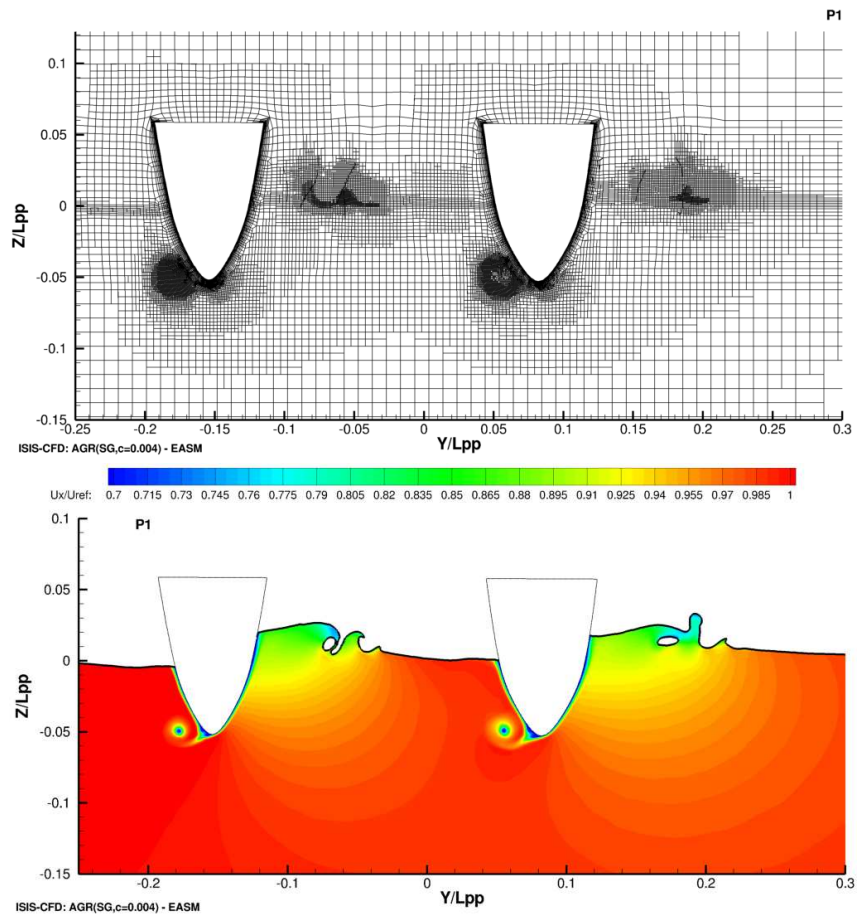 P1
0.1
0.05
0
-0.05
-0.1
-0.15
Z/Lpp
-0.25 -0.2 -0.15 -0.1 -0.05 0 0.05 0.1 0.15 0.2 0.25 0.3
Y/Lpp
ISIS-CFD: AGR(SG,c=0.004) - EASM
Ux/Uref: 0.7 0.715 0.73 0.745 0.76 0.775 0.79 0.805 0.82 0.835 0.85 0.865 0.88 0.895 0.91 0.925 0.94 0.955 0.97 0.985 1
P1
0.1
0.05
0
-0.05
-0.1
-0.15
Z/Lpp
-0.2 -0.1 0 0.1 0.2 0.3
Y/Lpp
ISIS-CFD: AGR(SG,c=0.004) - EASM